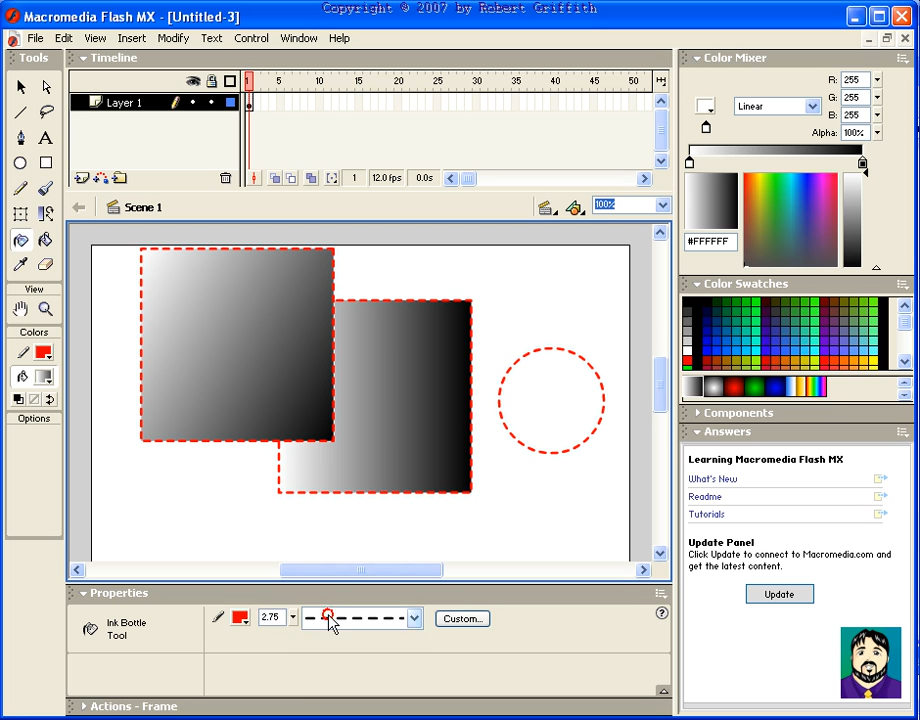 Macromedia Flash MX - [Untitled-3]
Copyright © 2007 by Robert Griffith
File Edit View Insert Modify Text Control Window Help
Tools
Timeline
1 5 10 15 20 25 30 35 40 45 50
Layer 1
1 12.0 fps 0.0s
Scene 1
100%
View
Colors
Options
Color Mixer
R: 255
Linear
G: 255
B: 255
Alpha: 100%
#FFFFFF
Color Swatches
Components
Answers
Learning Macromedia Flash MX
What's New
Readme
Tutorials
Update Panel
Click Update to connect to Macromedia.com and
get the latest content.
Update
Properties
Ink Bottle
Tool
2.75
Custom...
Actions - Frame